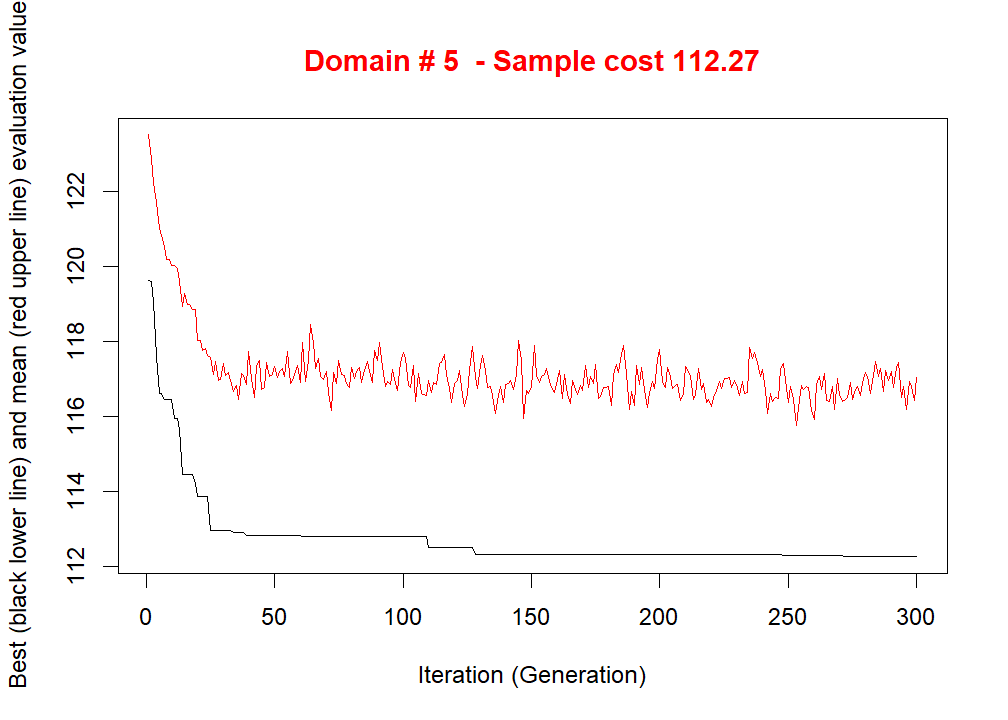 Domain # 5  - Sample cost 112.27
Best (black lower line) and mean (red upper line) evaluation value
122
120
118
116
114
112
0 50 100 150 200 250 300
Iteration (Generation)